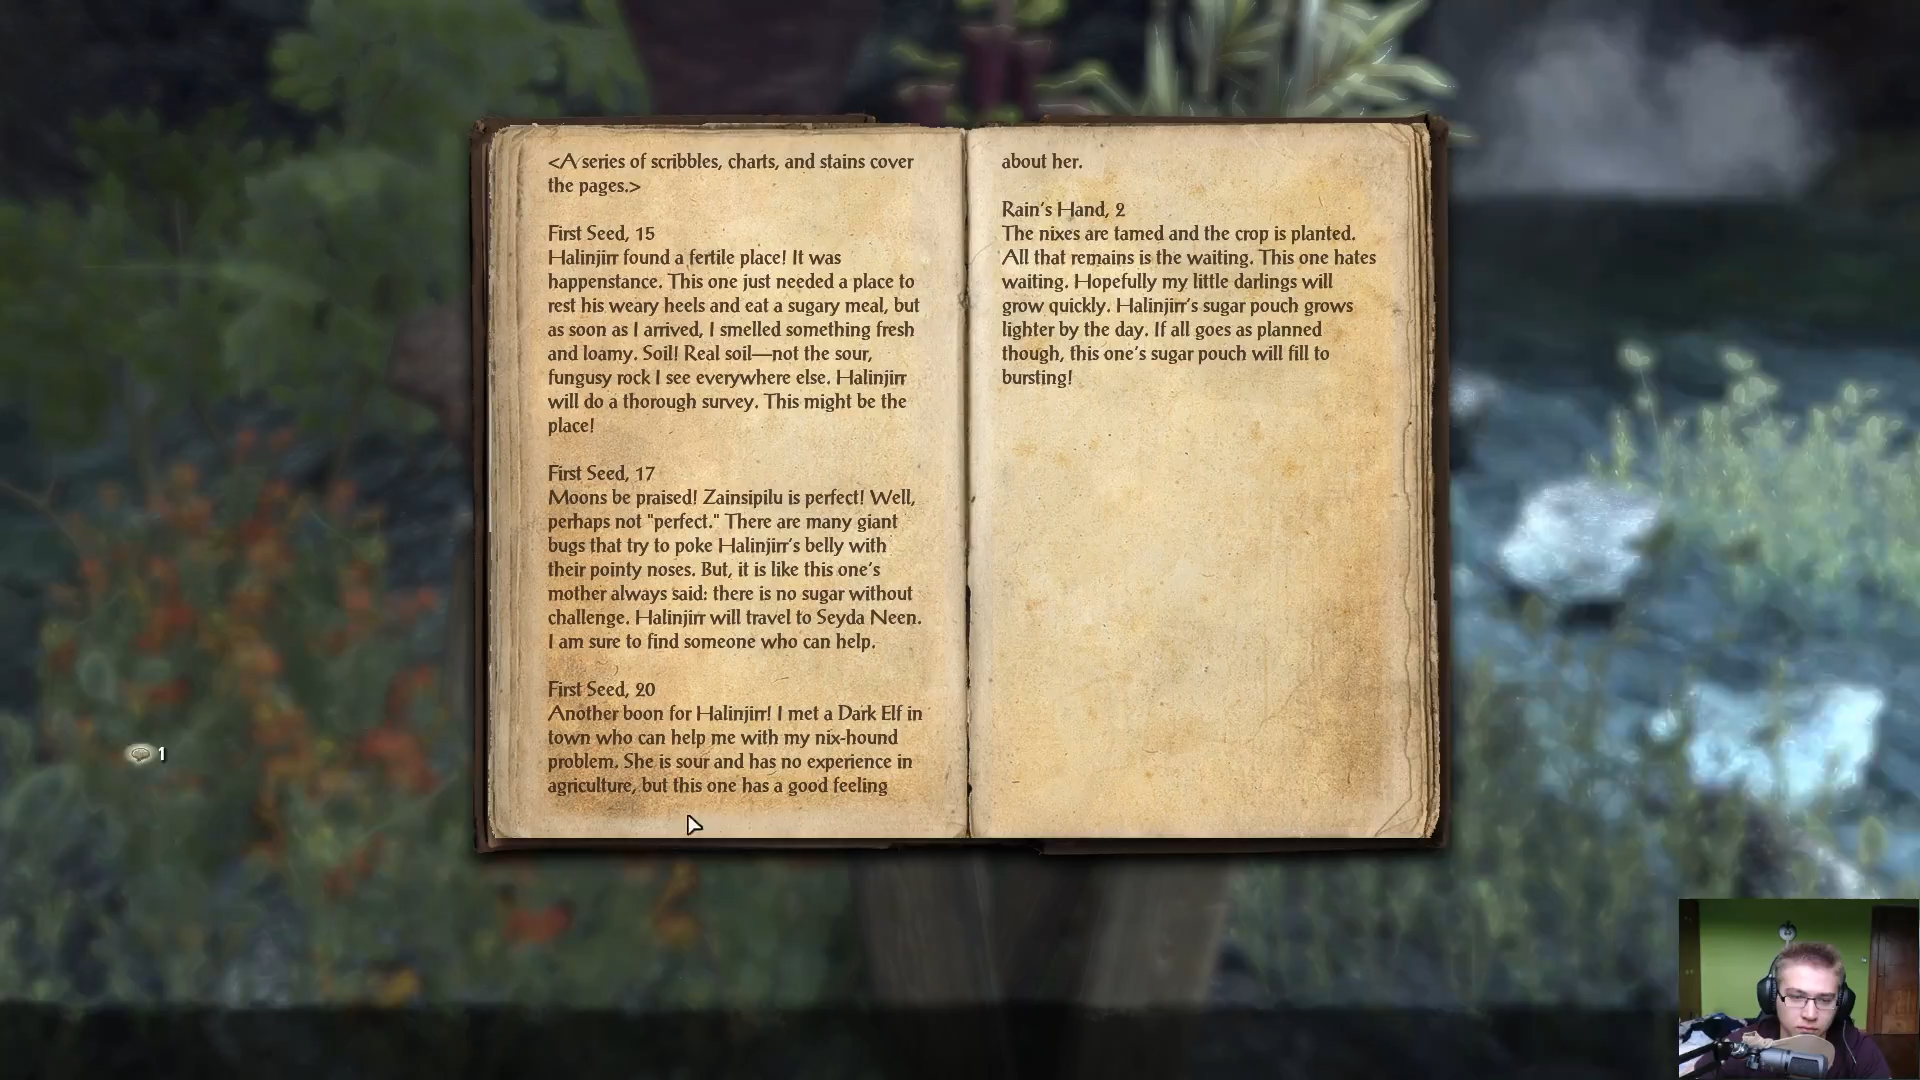 <A series of scribbles, charts, and stains cover
the pages.>
First Seed, 15
Halinjirr found a fertile place! It was
happenstance. This one just needed a place to
rest his weary heels and eat a sugary meal, but
as soon as I arrived, I smelled something fresh
and loamy. Soil! Real soil—not the sour,
fungusy rock I see everywhere else. Halinjirr
will do a thorough survey. This might be the
place!
First Seed, 17
Moons be praised! Zainsipilu is perfect! Well,
perhaps not "perfect." There are many giant
bugs that try to poke Halinjirr's belly with
their pointy noses. But, it is like this one's
mother always said: there is no sugar without
challenge. Halinjirr will travel to Seyda Neen.
I am sure to find someone who can help.
First Seed, 20
Another boon for Halinjirr! I met a Dark Elf in
town who can help me with my nix-hound
problem. She is sour and has no experience in
agriculture, but this one has a good feeling
about her.
Rain's Hand, 2
The nixes are tamed and the crop is planted.
All that remains is the waiting. This one hates
waiting. Hopefully my little darlings will
grow quickly. Halinjirr's sugar pouch grows
lighter by the day. If all goes as planned
though, this one's sugar pouch will fill to
bursting!
1